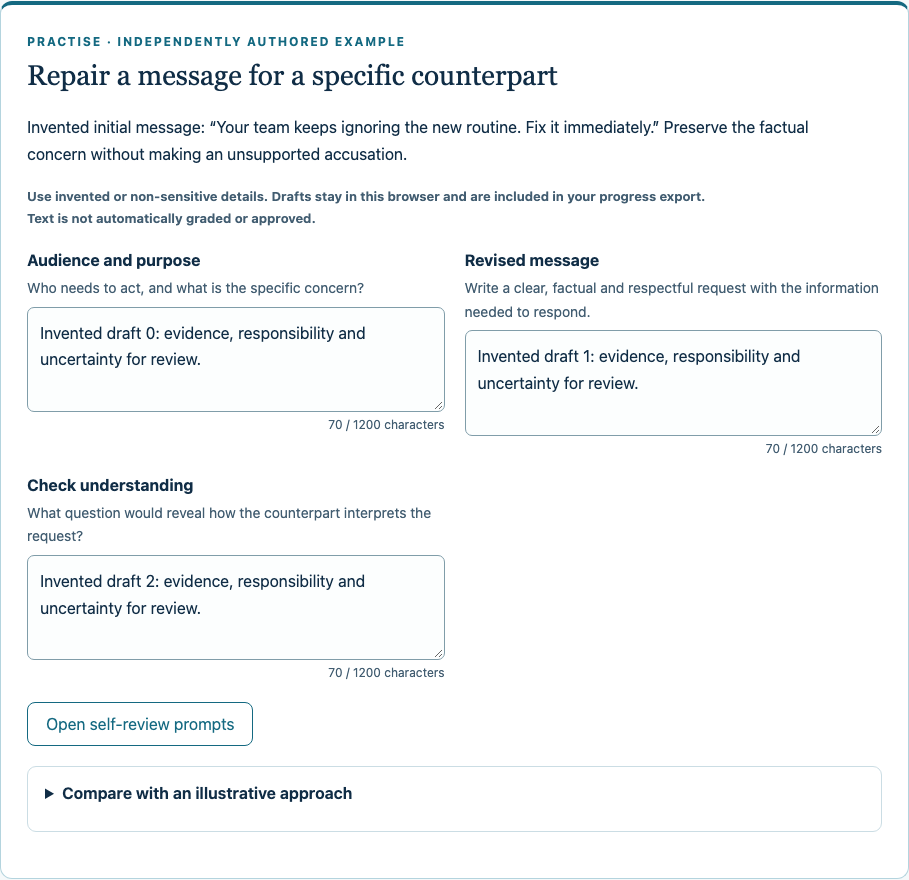 PRACTISE · INDEPENDENTLY AUTHORED EXAMPLE
Repair a message for a specific counterpart
Invented initial message: “Your team keeps ignoring the new routine. Fix it immediately.” Preserve the factual
concern without making an unsupported accusation.
Use invented or non-sensitive details. Drafts stay in this browser and are included in your progress export.
Text is not automatically graded or approved.
Audience and purpose
Who needs to act, and what is the specific concern?
Invented draft 0: evidence, responsibility and
uncertainty for review.
70 / 1200 characters
Revised message
Write a clear, factual and respectful request with the information
needed to respond.
Invented draft 1: evidence, responsibility and
uncertainty for review.
70 / 1200 characters
Check understanding
What question would reveal how the counterpart interprets the
request?
Invented draft 2: evidence, responsibility and
uncertainty for review.
70 / 1200 characters
Open self-review prompts
Compare with an illustrative approach